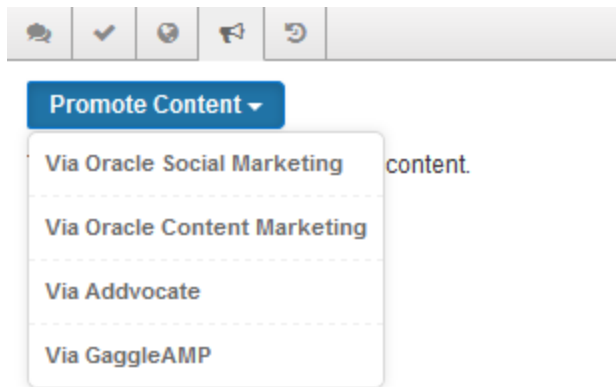 Promote Content
Via Oracle Social Marketing
content.
Via Oracle Content Marketing
Via Addvocate
Via GaggleAMP